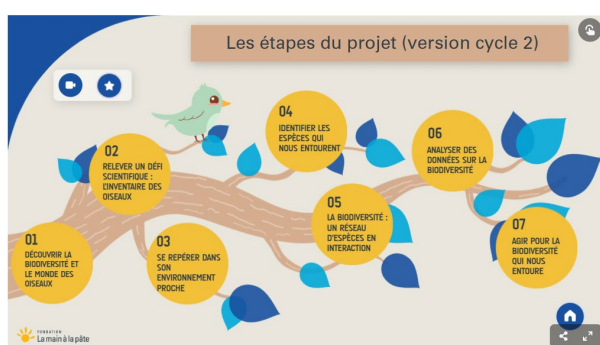 Les étapes du projet (version cycle 2)
01
DÉCOUVRIR LA
BIODIVERSITÉ ET
LE MONDE DES
OISEAUX
02
RELEVER UN DÉFI
SCIENTIFIQUE :
L'INVENTAIRE DES
OISEAUX
03
SE REPÉRER DANS
SON
ENVIRONNEMENT
PROCHE
04
IDENTIFIER LES
ESPÈCES QUI
NOUS ENTOURENT
05
LA BIODIVERSITÉ :
UN RÉSEAU
D'ESPÈCES EN
INTERACTION
06
ANALYSER DES
DONNÉES SUR LA
BIODIVERSITÉ
07
AGIR POUR LA
BIODIVERSITÉ
QUI NOUS
ENTOURE
FONDATION
La main à la pâte